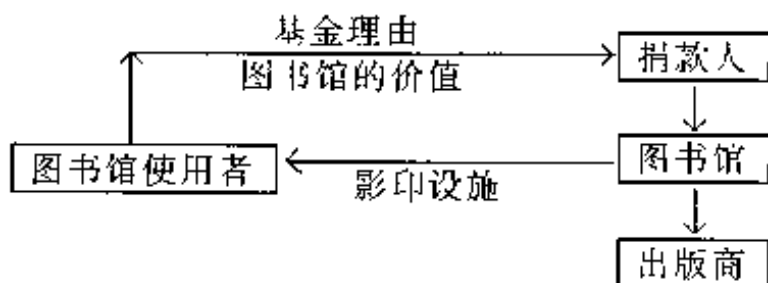 基金理由
捐款人
图书馆的价值
图书馆使用者
图书馆
影印设施
出版商